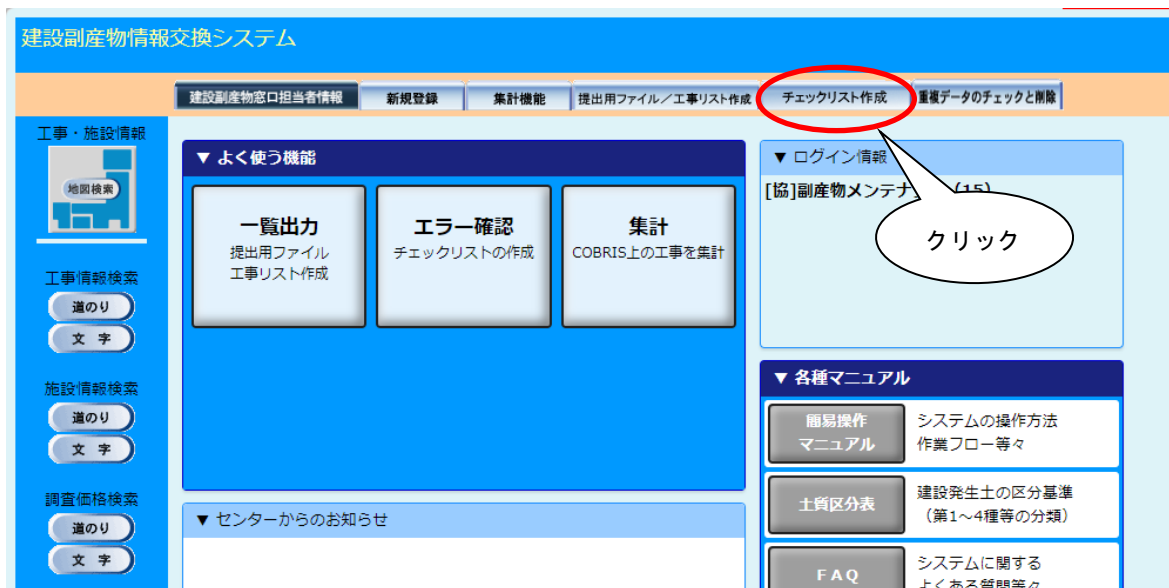 建設副産物情報交換システム
建設副産物窓口担当者情報
新規登録
集計機能
提出用ファイル／工事リスト作成
チェックリスト作成
重複データのチェックと削除
工事・施設情報
地図検索
工事情報検索
道のり
文 字
施設情報検索
道のり
文 字
調査価格検索
道のり
文 字
▼ よく使う機能
一覧出力
提出用ファイル
工事リスト作成
エラー確認
チェックリストの作成
集計
COBRIS上の工事を集計
▼ センターからのお知らせ
▼ ログイン情報
[協]副産物メンテナ
(15)
クリック
▼ 各種マニュアル
簡易操作
マニュアル
システムの操作方法
作業フロー等々
土質区分表
建設発生土の区分基準
（第1～4種等の分類）
F A Q
システムに関する
よくある質問等々